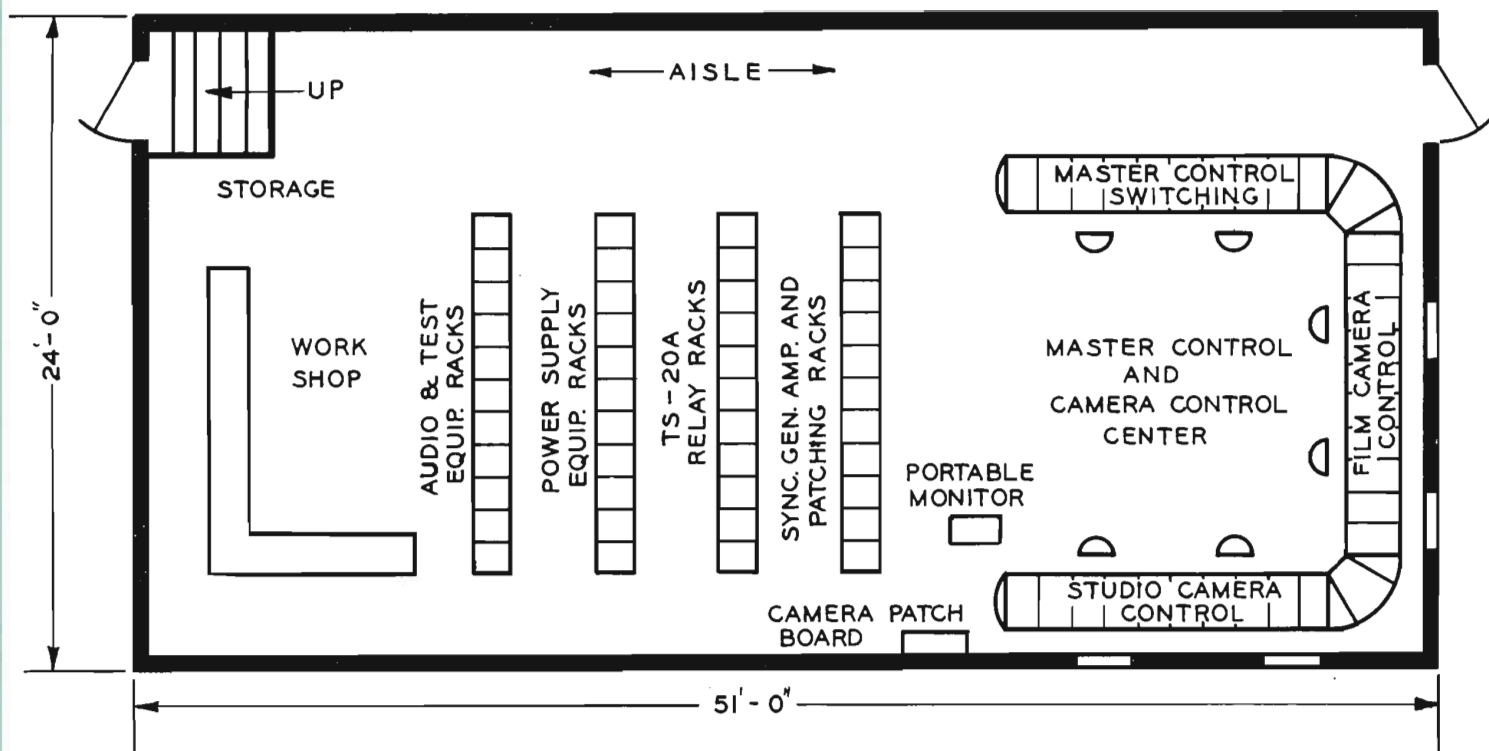 AISLE
UP
STORAGE
MASTER CONTROL
SWITCHING
24'-0"
WORK
SHOP
AUDIO & TEST
EQUIP. RACKS
POWER SUPPLY
EQUIP. RACKS
TS-20A
RELAY RACKS
SYNC. GEN. AMP. AND
PATCHING RACKS
MASTER CONTROL
AND
CAMERA CONTROL
CENTER
FILM CAMERA
CONTROL
PORTABLE
MONITOR
STUDIO CAMERA
CONTROL
CAMERA PATCH
BOARD
51'-0"